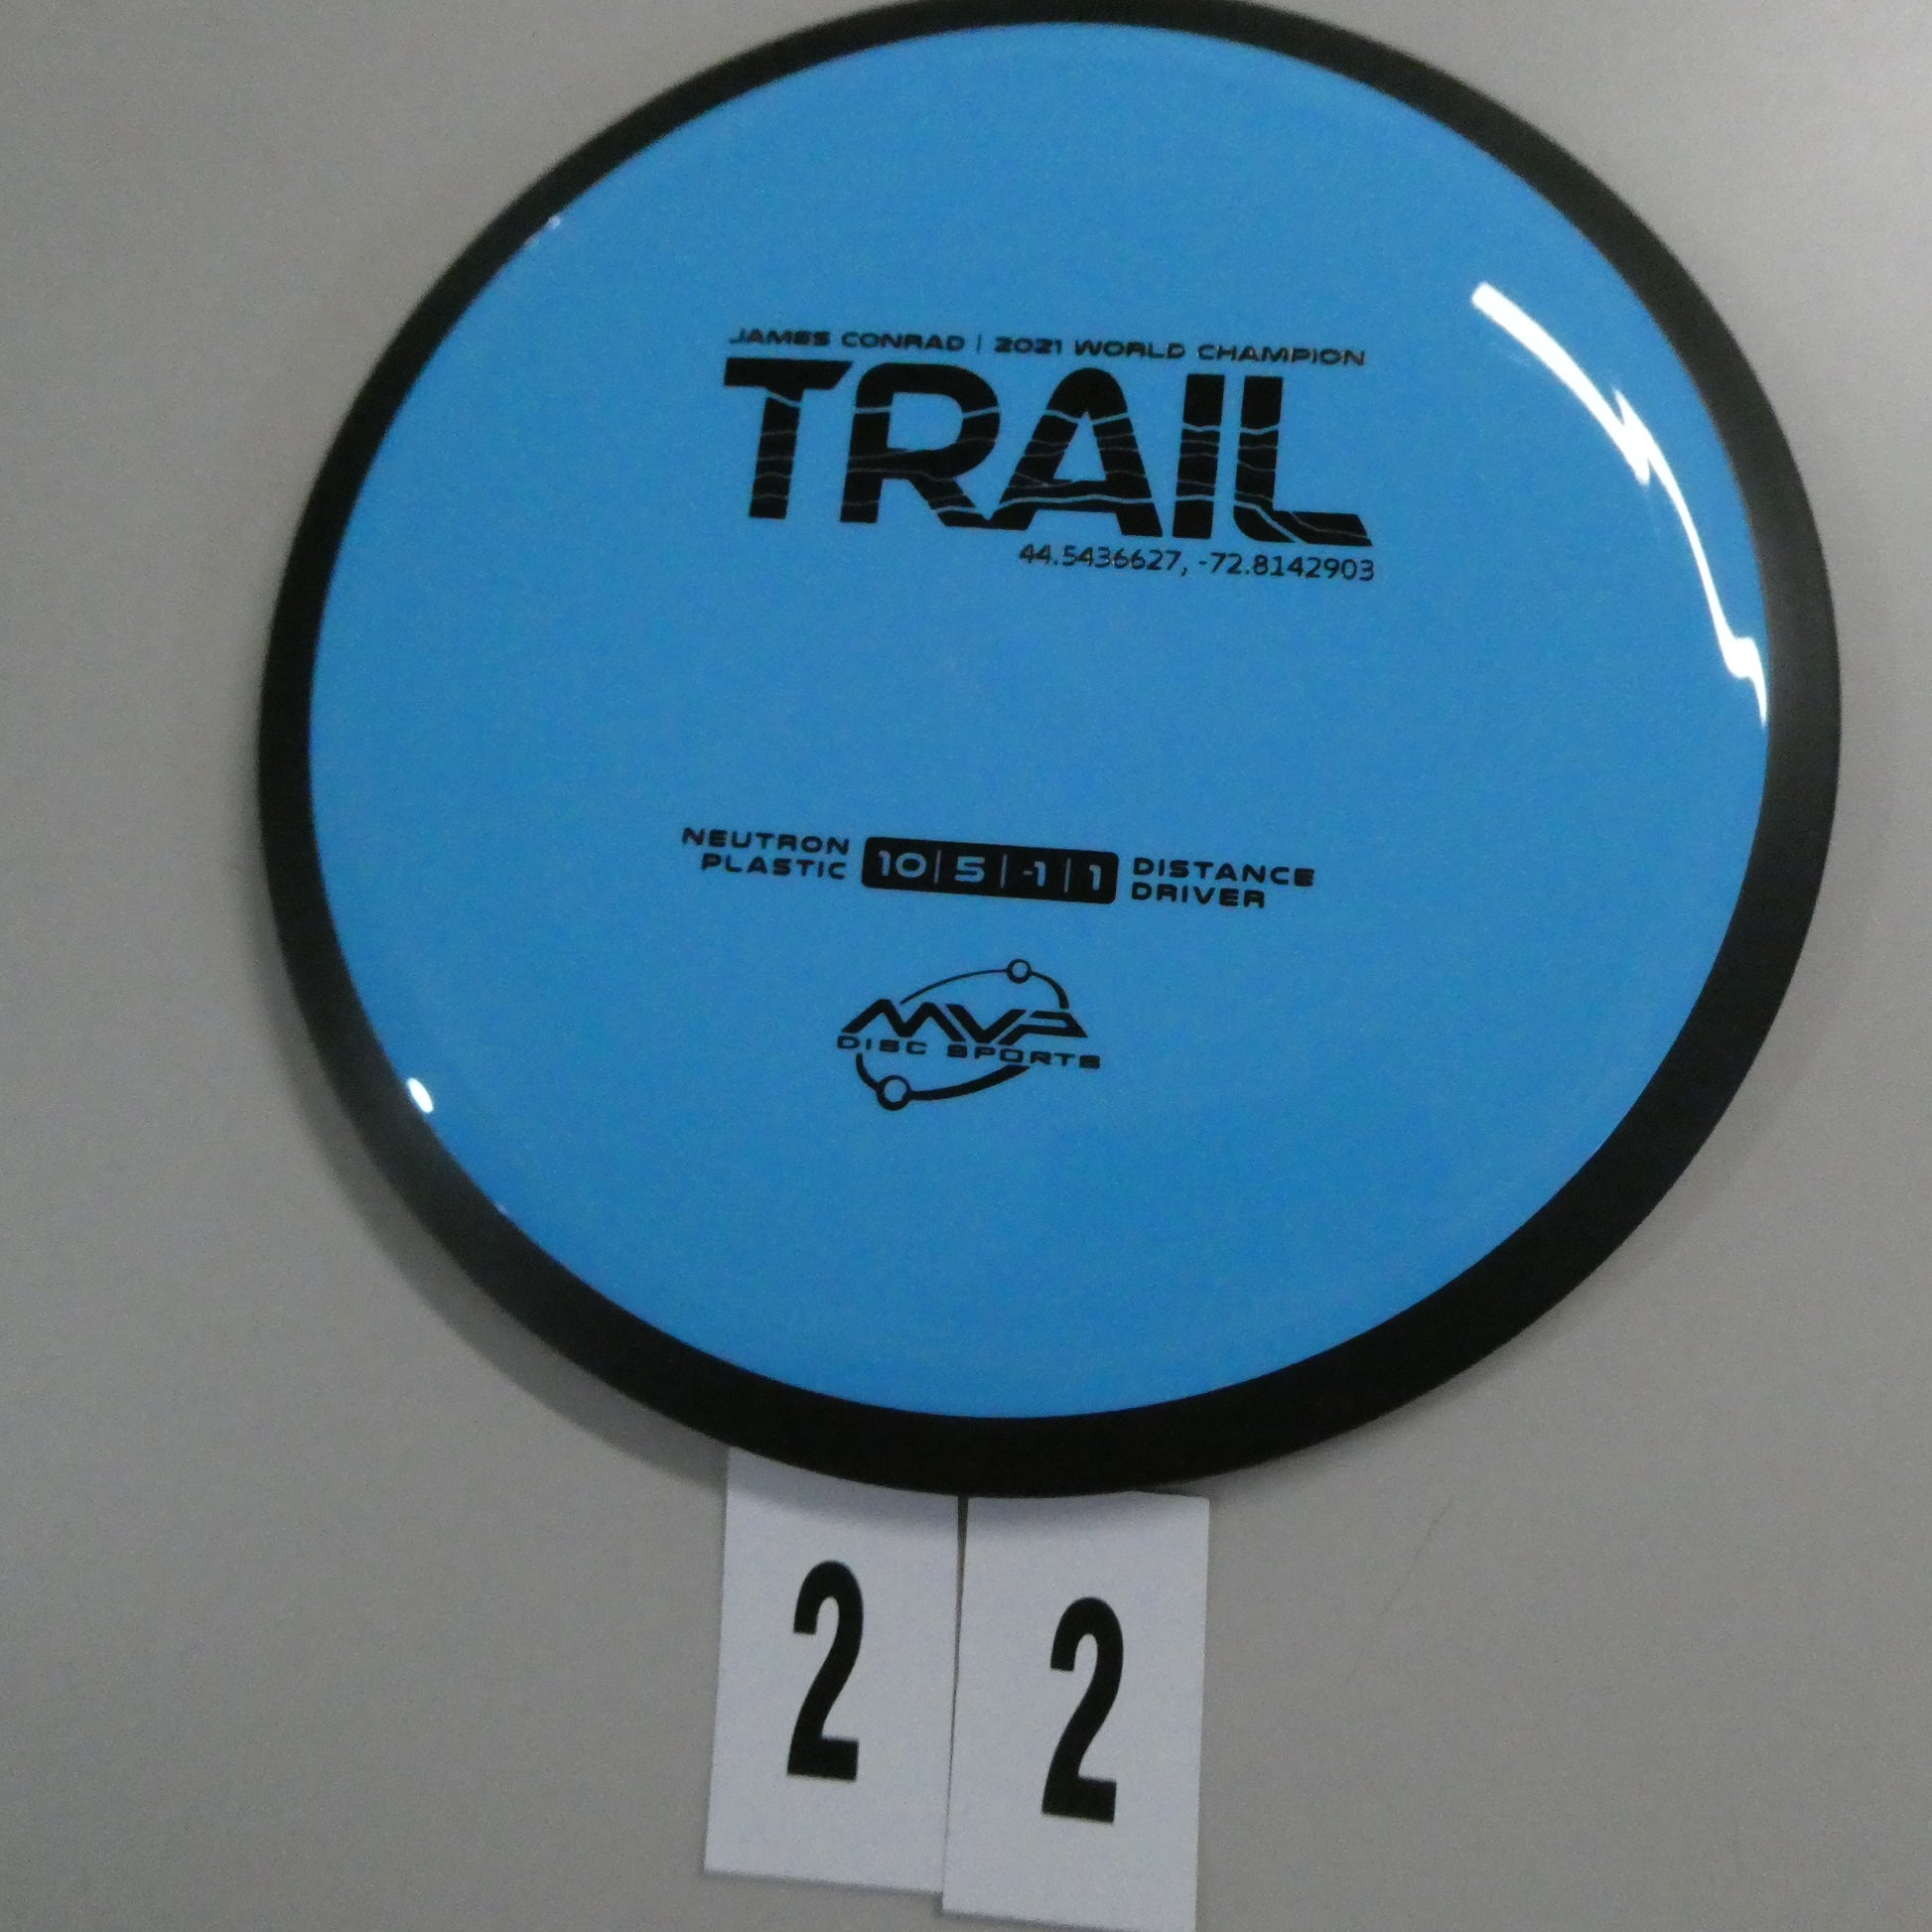 JAMES CONRAD | 2021 WORLD CHAMPION
TRAIL
44.5436627, -72.8142903
NEUTRON PLASTIC 10 | 5 | -1 | 1 DISTANCE DRIVER
MVP
DISC SPORTS
2 2